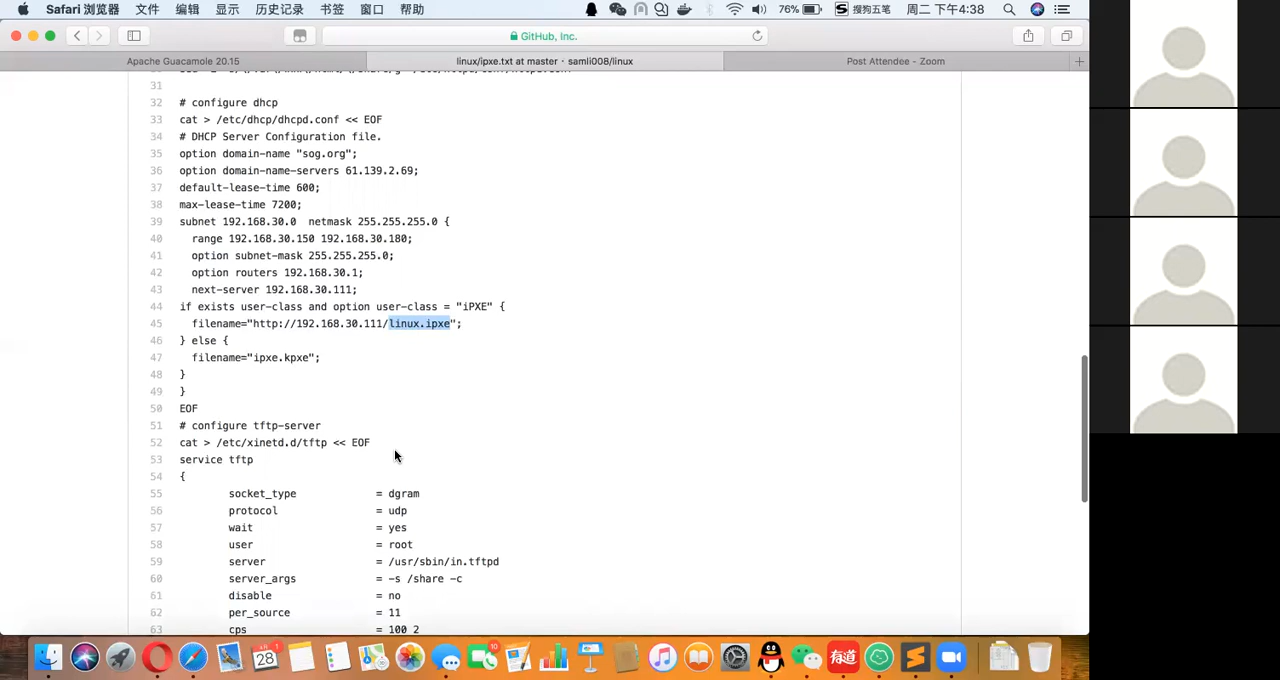 Safari 浏览器 文件 编辑 显示 历史记录 书签 窗口 帮助 76% S 搜狗五笔 周二 下午4:38
GitHub, Inc.
Apache Guacamole 20.15 linux/ipxe.txt at master · samli008/linux Post Attendee – Zoom
31
32 # configure dhcp
33 cat > /etc/dhcp/dhcpd.conf << EOF
34 # DHCP Server Configuration file.
35 option domain-name "sog.org";
36 option domain-name-servers 61.139.2.69;
37 default-lease-time 600;
38 max-lease-time 7200;
39 subnet 192.168.30.0  netmask 255.255.255.0 {
40   range 192.168.30.150 192.168.30.180;
41   option subnet-mask 255.255.255.0;
42   option routers 192.168.30.1;
43   next-server 192.168.30.111;
44 if exists user-class and option user-class = "iPXE" {
45   filename="http://192.168.30.111/linux.ipxe";
46 } else {
47   filename="ipxe.kpxe";
48 }
49 }
50 EOF
51 # configure tftp-server
52 cat > /etc/xinetd.d/tftp << EOF
53 service tftp
54 {
55         socket_type             = dgram
56         protocol                = udp
57         wait                    = yes
58         user                    = root
59         server                  = /usr/sbin/in.tftpd
60         server_args             = -s /share -c
61         disable                 = no
62         per_source              = 11
63         cps                     = 100 2
28 1 10 有道